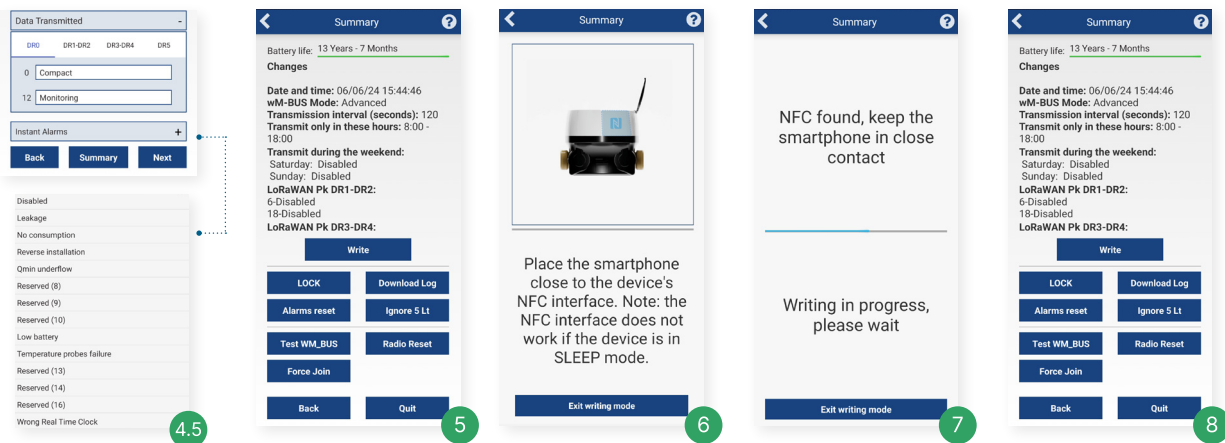 Data Transmitted -
DR0 DR1-DR2 DR3-DR4 DR5
0 Compact
12 Monitoring
Instant Alarms +
Back Summary Next
Disabled
Leakage
No consumption
Reverse installation
Qmin underflow
Reserved (8)
Reserved (9)
Reserved (10)
Low battery
Temperature probes failure
Reserved (13)
Reserved (14)
Reserved (16)
Wrong Real Time Clock
4.5
Summary ?
Battery life: 13 Years - 7 Months
Changes
Date and time: 06/06/24 15:44:46
wM-BUS Mode: Advanced
Transmission interval (seconds): 120
Transmit only in these hours: 8:00 -
18:00
Transmit during the weekend:
Saturday: Disabled
Sunday: Disabled
LoRaWAN Pk DR1-DR2:
6-Disabled
18-Disabled
LoRaWAN Pk DR3-DR4:
Write
LOCK Download Log
Alarms reset Ignore 5 Lt
Test WM_BUS Radio Reset
Force Join
Back Quit
5
Summary ?
Place the smartphone
close to the device's
NFC interface. Note: the
NFC interface does not
work if the device is in
SLEEP mode.
Exit writing mode
6
Summary ?
NFC found, keep the
smartphone in close
contact
Writing in progress,
please wait
Exit writing mode
7
Summary ?
Battery life: 13 Years - 7 Months
Changes
Date and time: 06/06/24 15:44:46
wM-BUS Mode: Advanced
Transmission interval (seconds): 120
Transmit only in these hours: 8:00 -
18:00
Transmit during the weekend:
Saturday: Disabled
Sunday: Disabled
LoRaWAN Pk DR1-DR2:
6-Disabled
18-Disabled
LoRaWAN Pk DR3-DR4:
Write
LOCK Download Log
Alarms reset Ignore 5 Lt
Test WM_BUS Radio Reset
Force Join
Back Quit
8